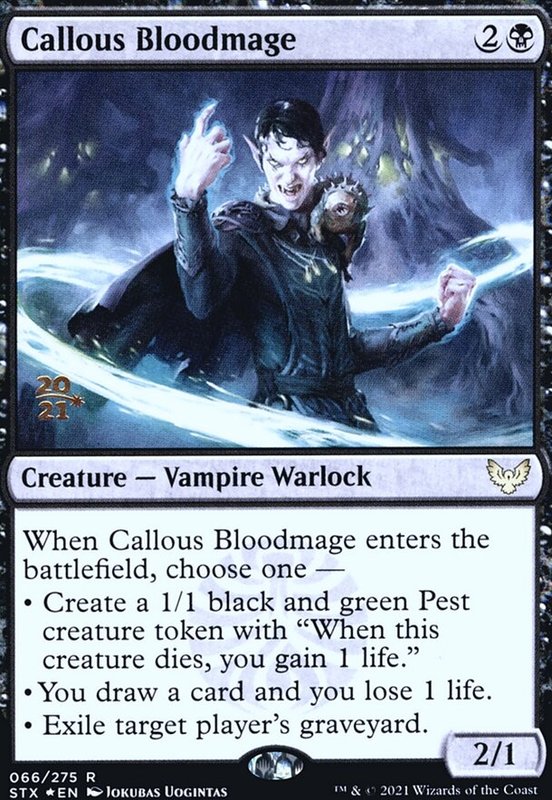 Callous Bloodmage 2
20
21*
Creature — Vampire Warlock
When Callous Bloodmage enters the
battlefield, choose one —
• Create a 1/1 black and green Pest
creature token with “When this
creature dies, you gain 1 life.”
• You draw a card and you lose 1 life.
• Exile target player's graveyard.
2/1
066/275 R
STX ★ EN Jokubas Uogintas
™ & © 2021 Wizards of the Coast